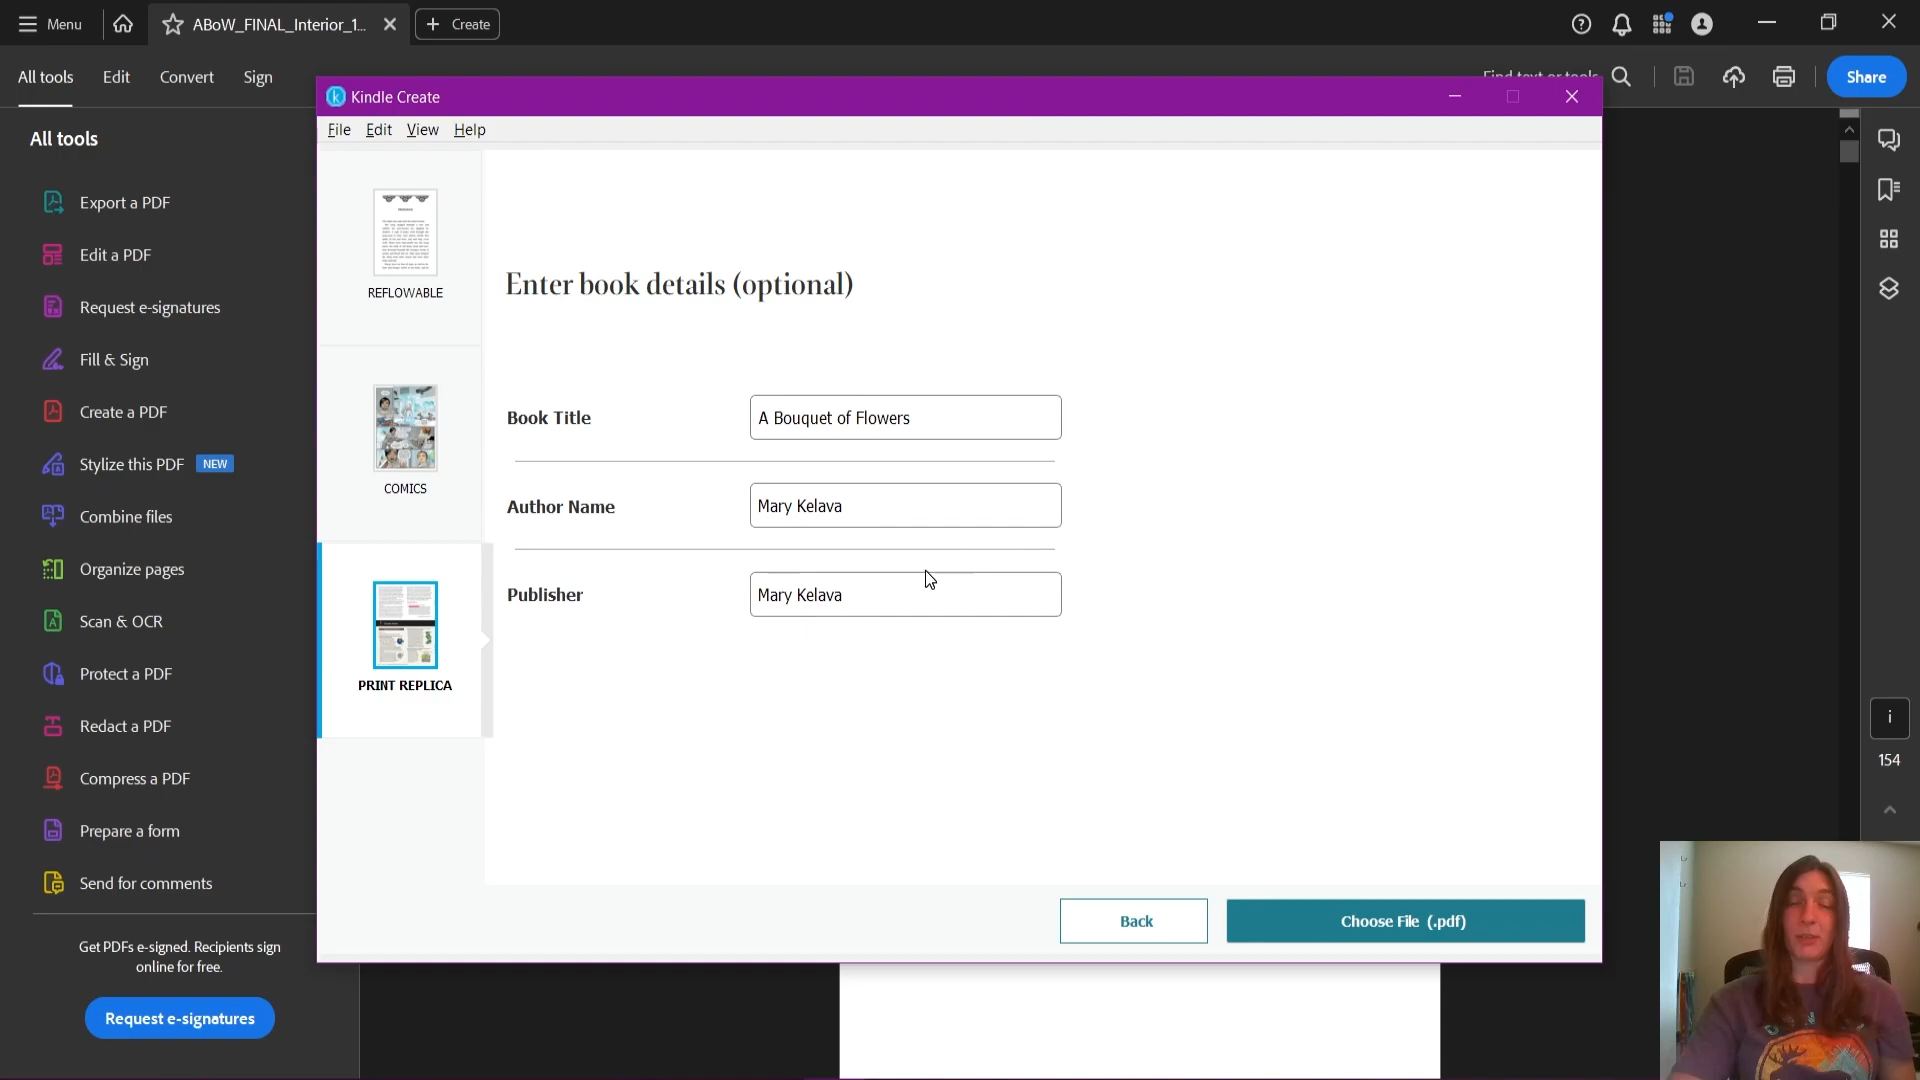 Menu
ABoW_FINAL_Interior_1...
Create
All tools
Edit
Convert
Sign
Find text or tools
Share
All tools
Export a PDF
Edit a PDF
Request e-signatures
Fill & Sign
Create a PDF
Stylize this PDF NEW
Combine files
Organize pages
Scan & OCR
Protect a PDF
Redact a PDF
Compress a PDF
Prepare a form
Send for comments
Get PDFs e-signed. Recipients sign
online for free.
Request e-signatures
Kindle Create
File Edit View Help
REFLOWABLE
COMICS
PRINT REPLICA
Enter book details (optional)
Book Title
A Bouquet of Flowers
Author Name
Mary Kelava
Publisher
Mary Kelava
Back
Choose File (.pdf)
i
154